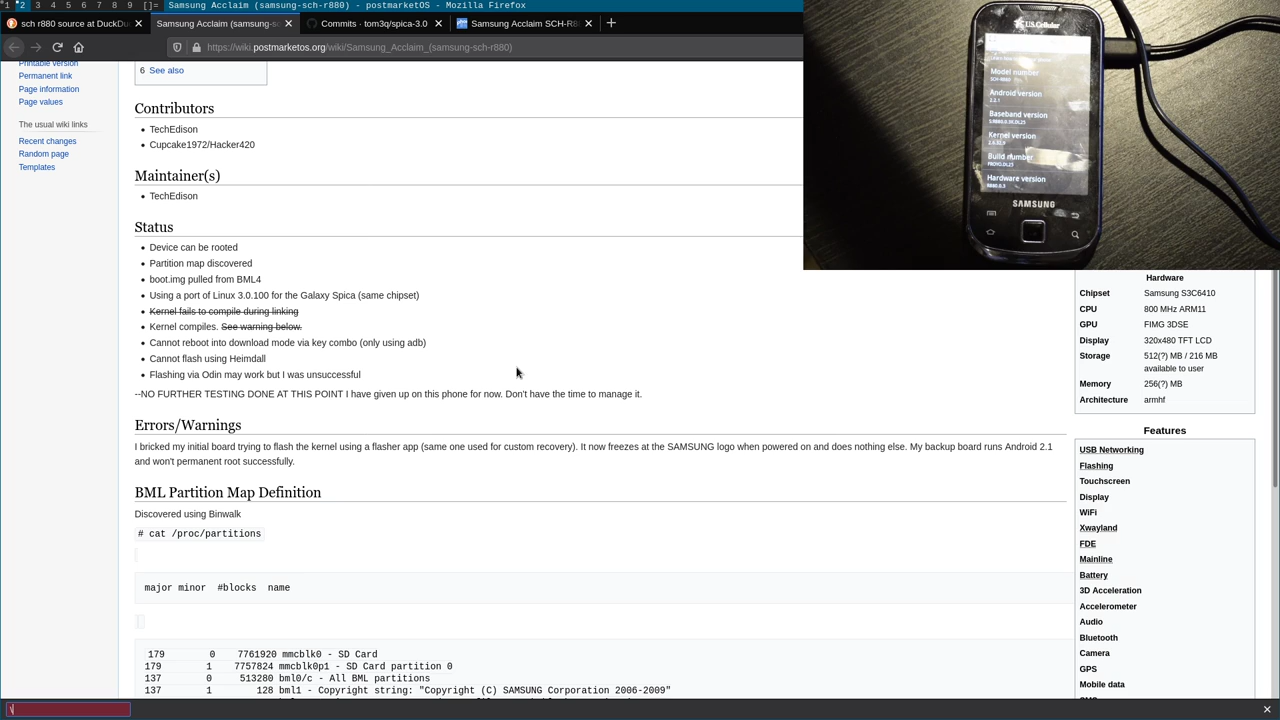 1 2 3 4 5 6 7 8 9 []= Samsung Acclaim (samsung-sch-r880) - postmarketOS - Mozilla Firefox
sch r880 source at DuckDu
Samsung Acclaim (samsung-sc
Commits · tom3q/spica-3.0
Samsung Acclaim SCH-R8
https://wiki.postmarketos.org/wiki/Samsung_Acclaim_(samsung-sch-r880)
Printable version
Permanent link
Page information
Page values
The usual wiki links
Recent changes
Random page
Templates
6 See also
Contributors
TechEdison
Cupcake1972/Hacker420
Maintainer(s)
TechEdison
Status
Device can be rooted
Partition map discovered
boot.img pulled from BML4
Using a port of Linux 3.0.100 for the Galaxy Spica (same chipset)
Kernel fails to compile during linking
Kernel compiles. See warning below.
Cannot reboot into download mode via key combo (only using adb)
Cannot flash using Heimdall
Flashing via Odin may work but I was unsuccessful
--NO FURTHER TESTING DONE AT THIS POINT I have given up on this phone for now. Don't have the time to manage it.
Errors/Warnings
I bricked my initial board trying to flash the kernel using a flasher app (same one used for custom recovery). It now freezes at the SAMSUNG logo when powered on and does nothing else. My backup board runs Android 2.1
and won't permanent root successfully.
BML Partition Map Definition
Discovered using Binwalk
# cat /proc/partitions
major minor #blocks name
179 0 7761920 mmcblk0 - SD Card
179 1 7757824 mmcblk0p1 - SD Card partition 0
137 0 513280 bml0/c - All BML partitions
137 1 128 bml1 - Copyright string: "Copyright (C) SAMSUNG Corporation 2006-2009"
U.S. Cellular
Model number
SCH-R880
Android version
2.2.1
Baseband version
Kernel version
2.6.32.9
Build number
FROYO.DL25
Hardware version
R880.0.3
SAMSUNG
Hardware
Chipset Samsung S3C6410
CPU 800 MHz ARM11
GPU FIMG 3DSE
Display 320x480 TFT LCD
Storage 512(?) MB / 216 MB
available to user
Memory 256(?) MB
Architecture armhf
Features
USB Networking
Flashing
Touchscreen
Display
WiFi
Xwayland
FDE
Mainline
Battery
3D Acceleration
Accelerometer
Audio
Bluetooth
Camera
GPS
Mobile data
\